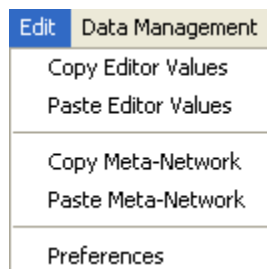 Edit Data Management
Copy Editor Values
Paste Editor Values
Copy Meta-Network
Paste Meta-Network
Preferences